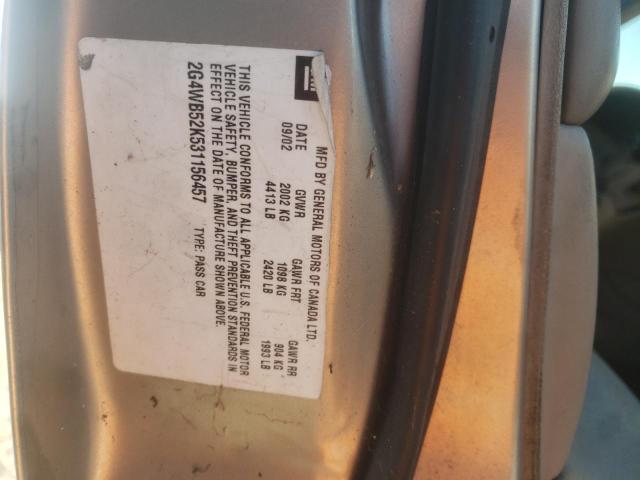 GM
MFD BY GENERAL MOTORS OF CANADA LTD.
DATE GVWR GAWR FRT GAWR RR
09/02 2002 KG 1098 KG 904 KG
4413 LB 2420 LB 1993 LB
THIS VEHICLE CONFORMS TO ALL APPLICABLE U.S. FEDERAL MOTOR
VEHICLE SAFETY, BUMPER, AND THEFT PREVENTION STANDARDS IN
EFFECT ON THE DATE OF MANUFACTURE SHOWN ABOVE.
2G4WB52K531156457 TYPE: PASS CAR